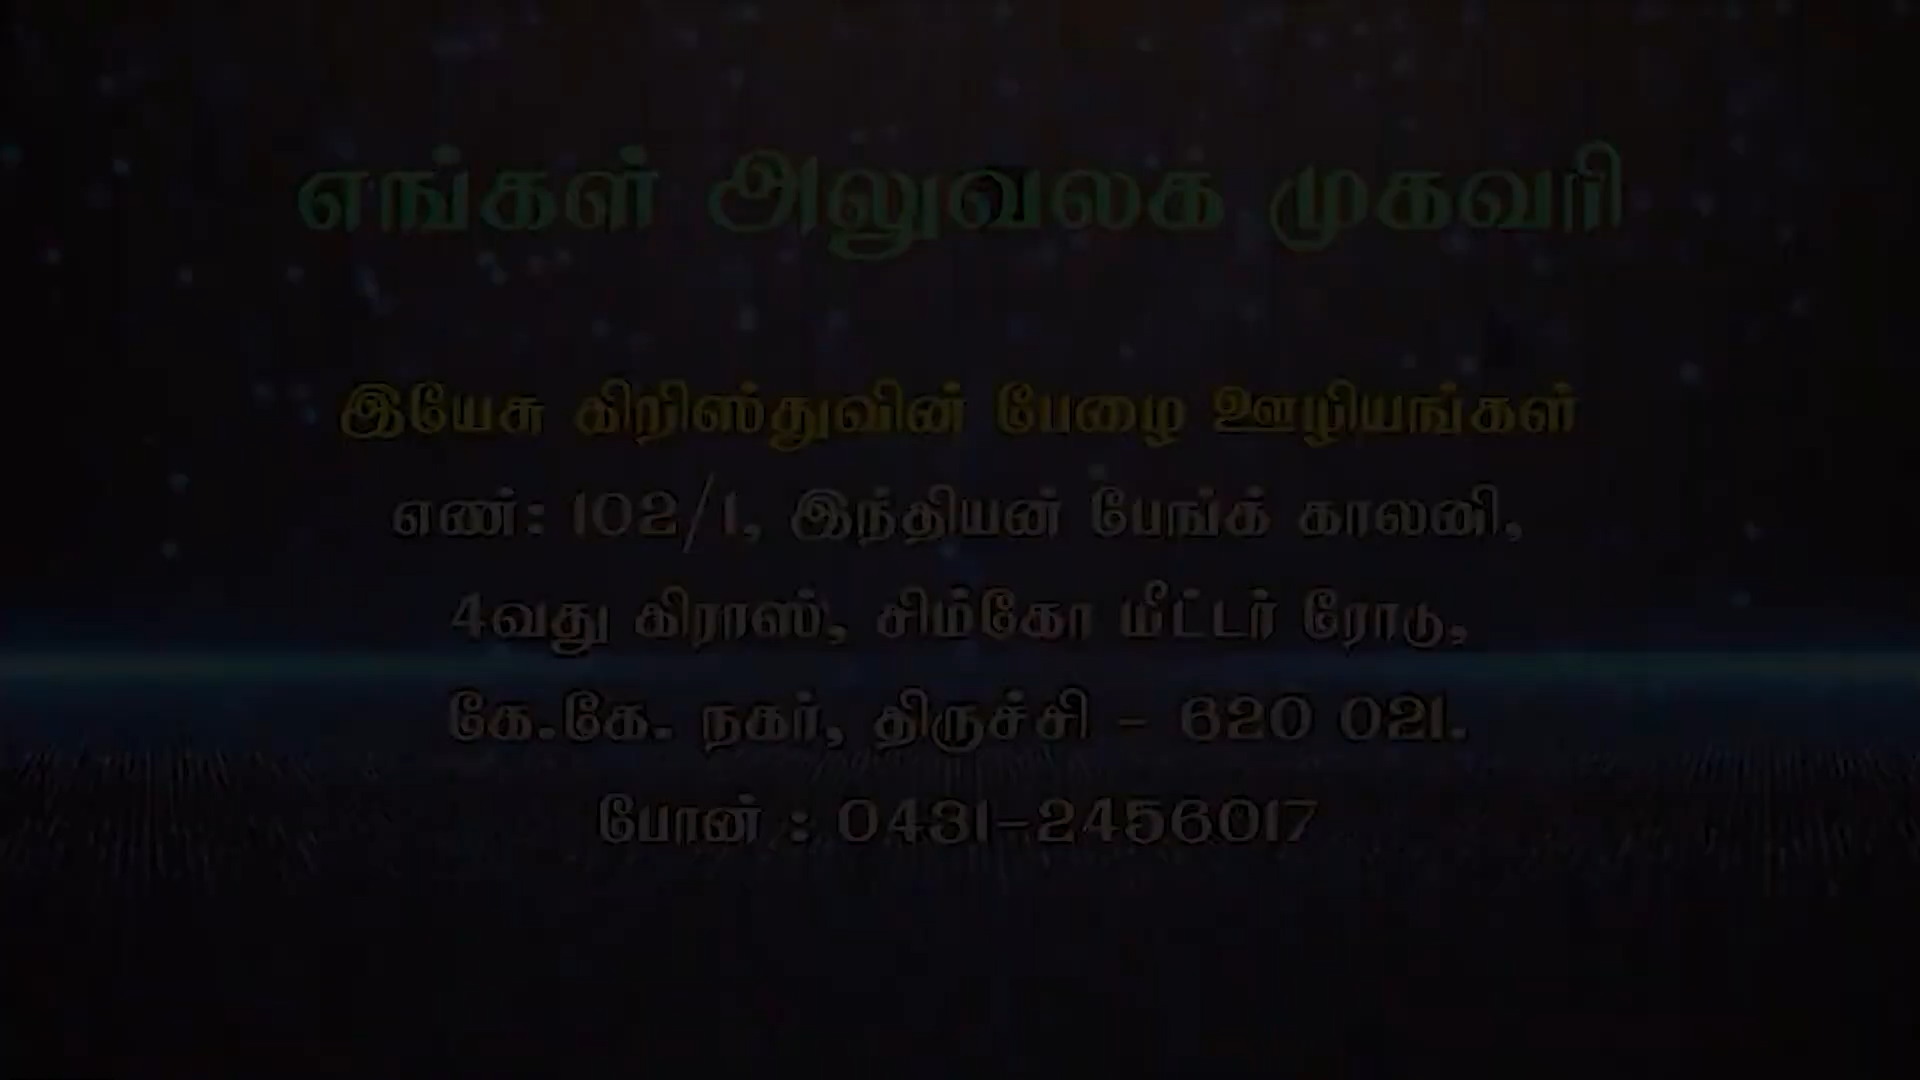 எங்கள் அலுவலக முகவரி
இயேசு கிறிஸ்துவின் பேழை ஊழியங்கள்
எண்: 102/1, இந்தியன் பேங்க் காலனி,
4வது கிராஸ், சிம்கோ மீட்டர் ரோடு,
கே.கே. நகர், திருச்சி - 620 021.
போன் : 0431-2456017